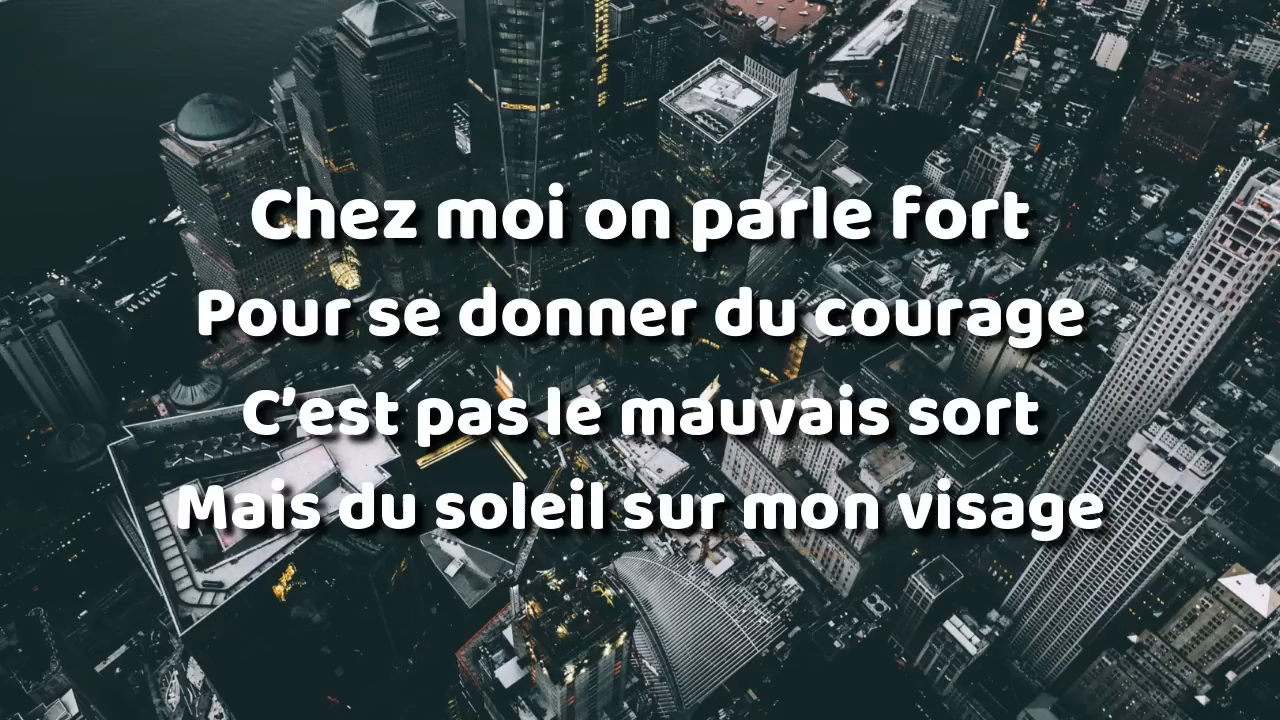 Chez moi on parle fort
Pour se donner du courage
C’est pas le mauvais sort
Mais du soleil sur mon visage